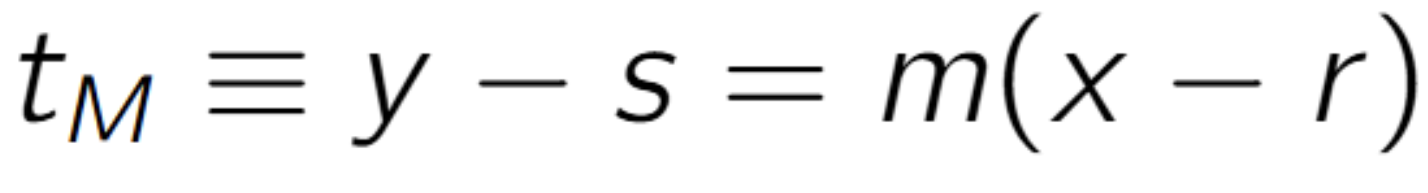 t_M ≡ y − s = m(x − r)